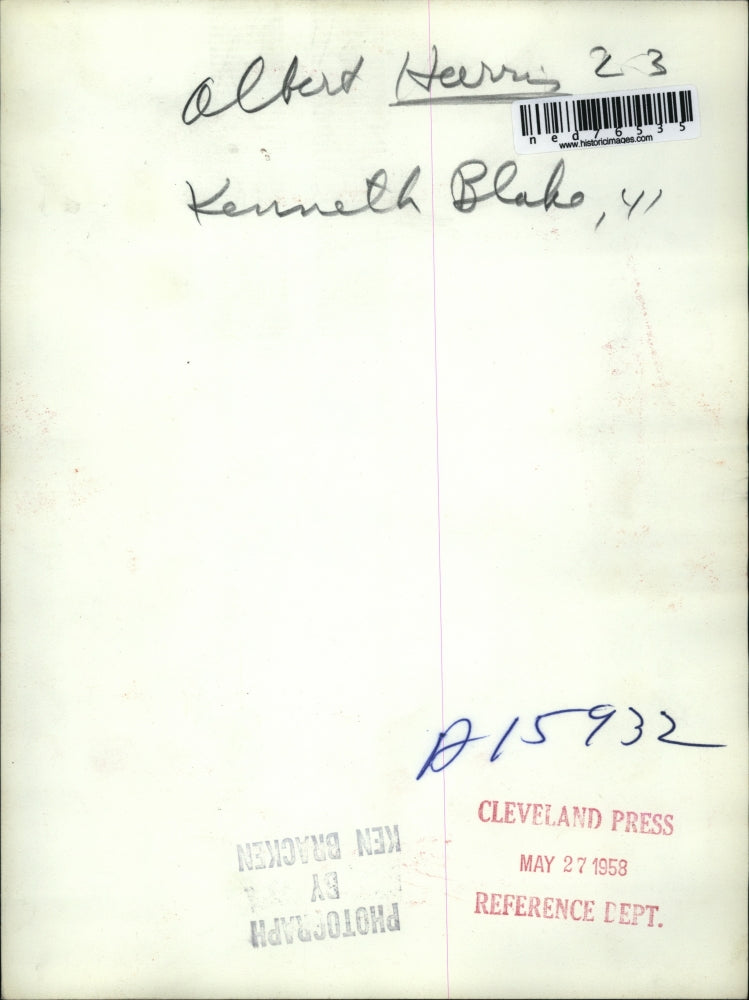 Albert Harris 23
ned76535
www.historicimages.com
Kenneth Blake, 41
A15932
CLEVELAND PRESS
MAY 27 1958
REFERENCE DEPT.
PHOTOGRAPH
BY
KEN BRACKEN